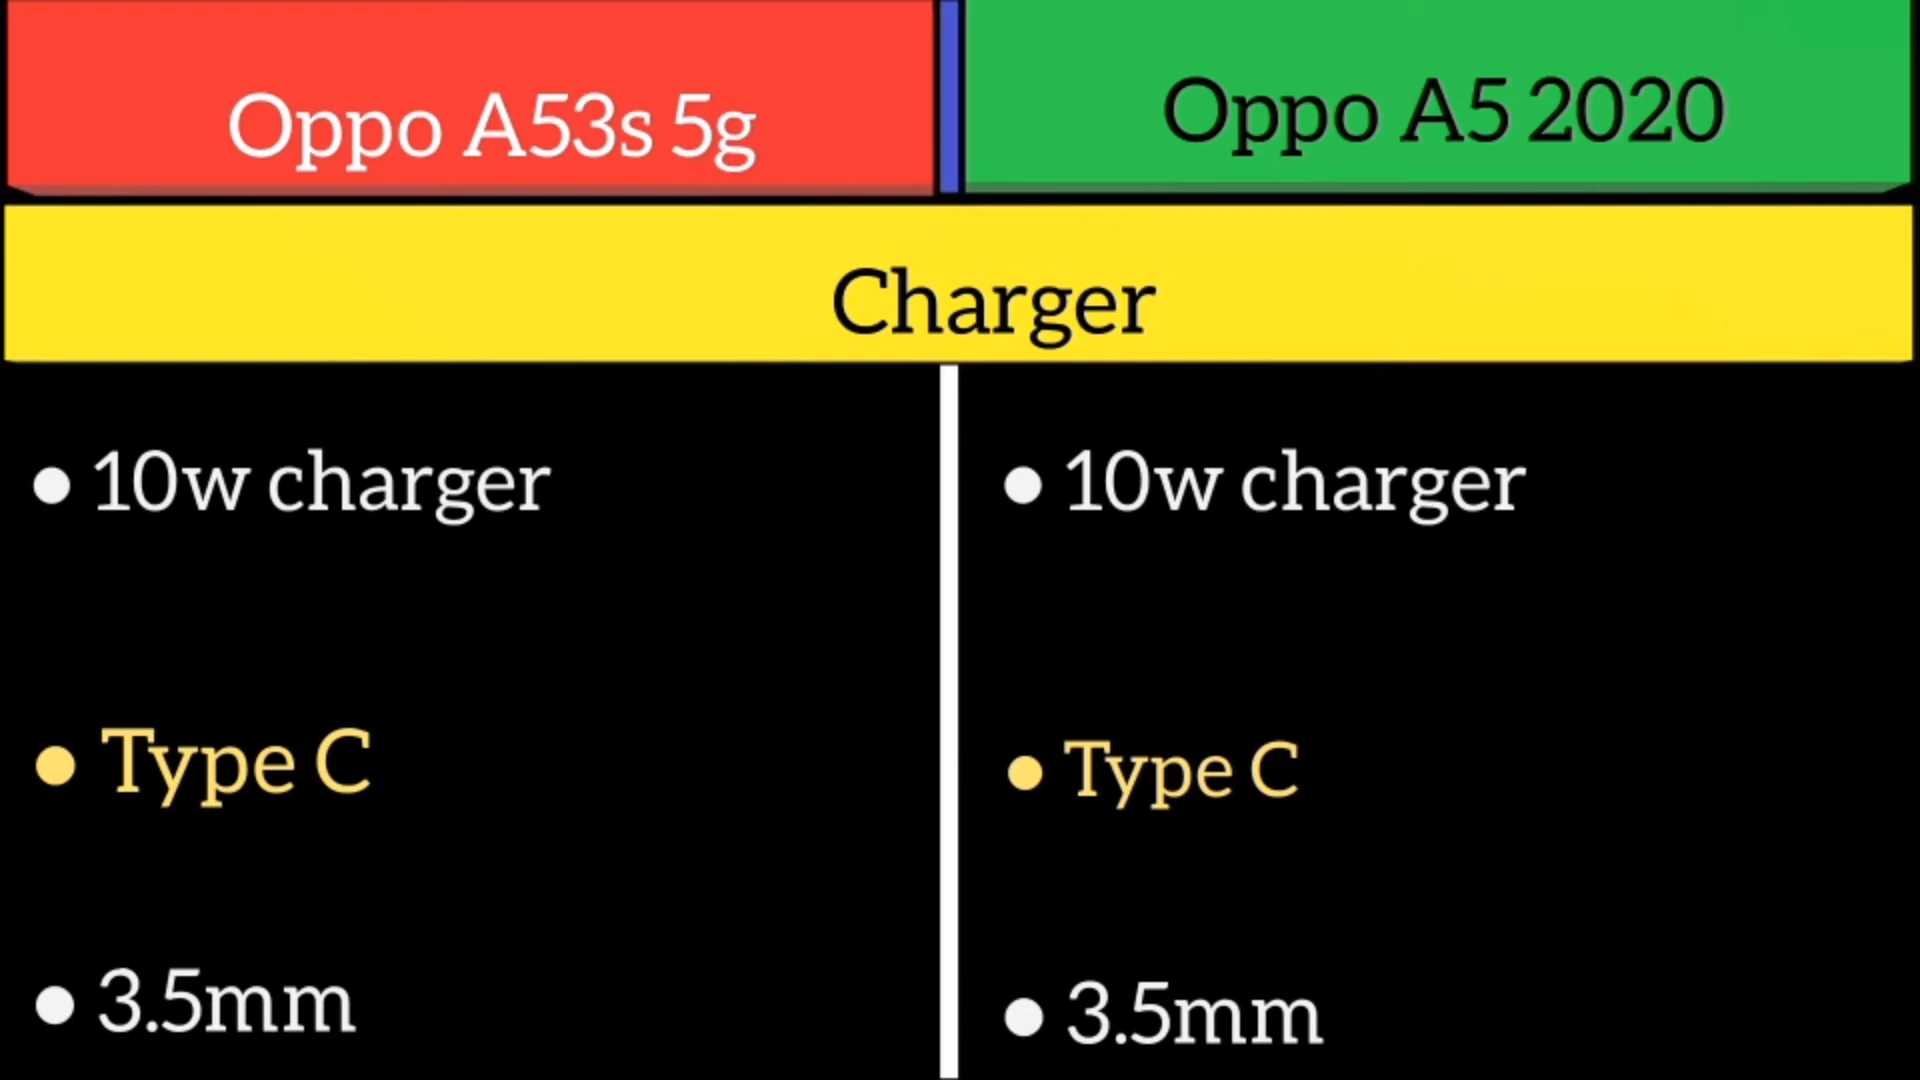 Oppo A53s 5g
Oppo A5 2020
Charger
• 10w charger
• 10w charger
• Type C
• Type C
• 3.5mm
• 3.5mm